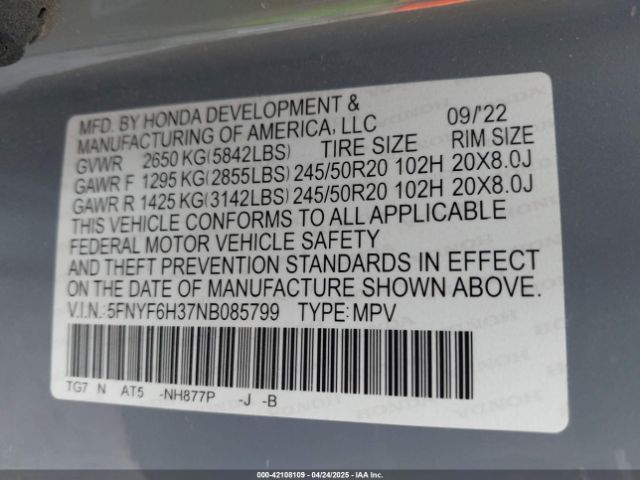 MFD. BY HONDA DEVELOPMENT &
MANUFACTURING OF AMERICA, LLC 09/'22
GVWR 2650 KG(5842LBS) TIRE SIZE RIM SIZE
GAWR F 1295 KG(2855LBS) 245/50R20 102H 20X8.0J
GAWR R 1425 KG(3142LBS) 245/50R20 102H 20X8.0J
THIS VEHICLE CONFORMS TO ALL APPLICABLE
FEDERAL MOTOR VEHICLE SAFETY
AND THEFT PREVENTION STANDARDS IN EFFECT
ON THE DATE OF MANUFACTURE SHOWN ABOVE.
V.I.N.:5FNYF6H37NB085799 TYPE:MPV
TG7 N AT5 -NH877P -J -B
000-42108109 - 04/24/2025 - IAA Inc.